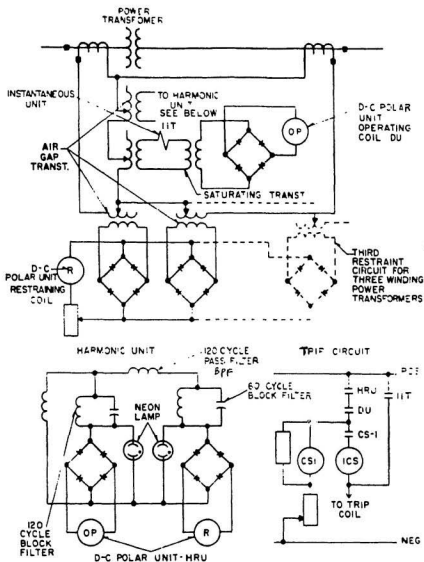 POWER
TRANSFOMER
INSTANTANEOUS
UNIT
TO HARMONIC
UNIT
SEE BELOW
IIT
D-C POLAR
UNIT
OPERATING
COIL DU
OP
AIR
GAP
TRANST.
SATURATING TRANST
D-C
POLAR UNIT
RESTRAINING
COIL
R
THIRD
RESTRAINT
CIRCUIT FOR
THREE WINDING
POWER
TRANSFORMERS
HARMONIC UNIT
120 CYCLE
PASS FILTER
BPF
60 CYCLE
BLOCK FILTER
NEON
LAMP
120
CYCLE
BLOCK
FILTER
OP
R
D-C POLAR UNIT-HRU
TRIP CIRCUIT
POS
HRU
IIT
DU
CS-1
CS1
ICS
TO TRIP
COIL
NEG